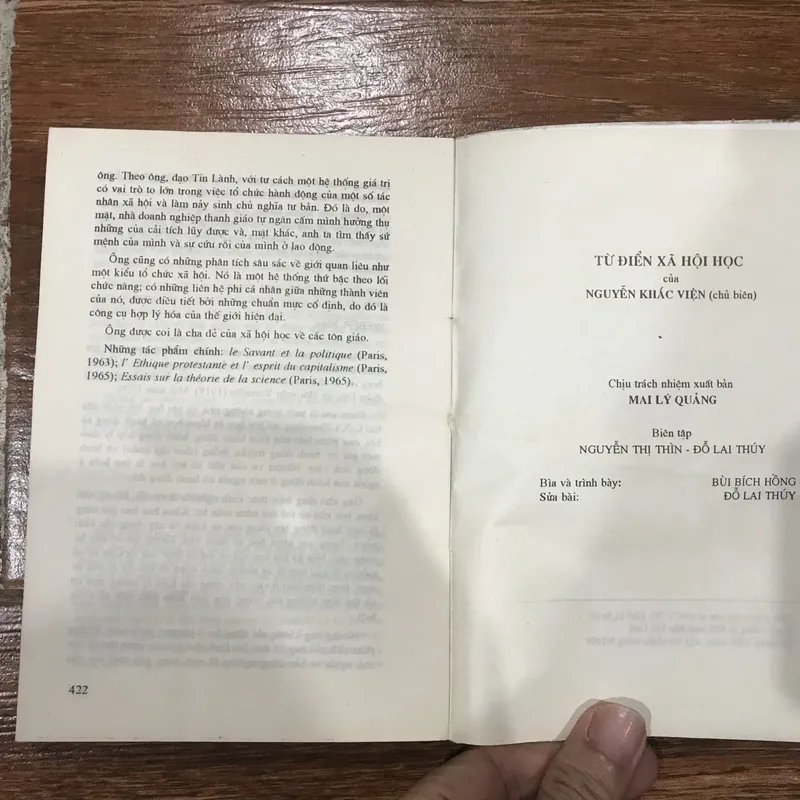 ông. Theo ông, đạo Tin Lành, với tư cách một hệ thống giá trị
có vai trò to lớn trong việc tổ chức hành động của một số tác
nhân xã hội và làm nảy sinh chủ nghĩa tư bản. Đó là do, một
mặt, nhà doanh nghiệp thanh giáo tự ngăn cấm mình hưởng thụ
những của cải tích lũy được và, mặt khác, anh ta tìm thấy sứ
mệnh của mình và sự cứu rỗi của mình ở lao động.
Ông cũng có những phân tích sâu sắc về giới quan liêu như
một kiểu tổ chức xã hội. Nó là một hệ thống thứ bậc theo lối
chức năng; có những liên hệ phi cá nhân giữa những thành viên
của nó, được điều tiết bởi những chuẩn mực cố định, do đó là
công cụ hợp lý hóa của thế giới hiện đại.
Ông được coi là cha đẻ của xã hội học về các tôn giáo.
Những tác phẩm chính: le Savant et la politique (Paris,
1963); l' Ethique protestante et l' esprit du capitalisme (Paris,
1965); Essais sur la théorie de la science (Paris, 1965).
422
TỪ ĐIỂN XÃ HỘI HỌC
của
NGUYỄN KHẮC VIỆN (chủ biên)
Chịu trách nhiệm xuất bản
MAI LÝ QUẢNG
Biên tập
NGUYỄN THỊ THÌN - ĐỖ LAI THÚY
Bìa và trình bày: BÙI BÍCH HỒNG
Sửa bài: ĐỖ LAI THÚY